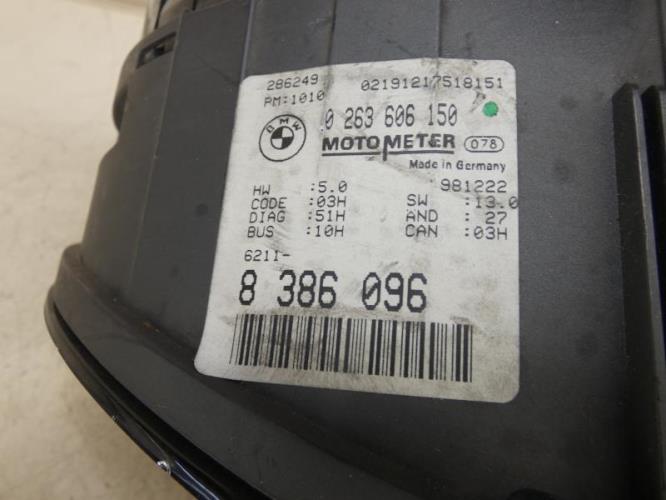 286249 02191217518151
PM:1010
BMW 0 263 606 150
MOTOMETER 078
Made in Germany
HW :5.0 981222
CODE :03H SW :13.0
DIAG :51H AND : 27
BUS :10H CAN :03H
6211-
8 386 096